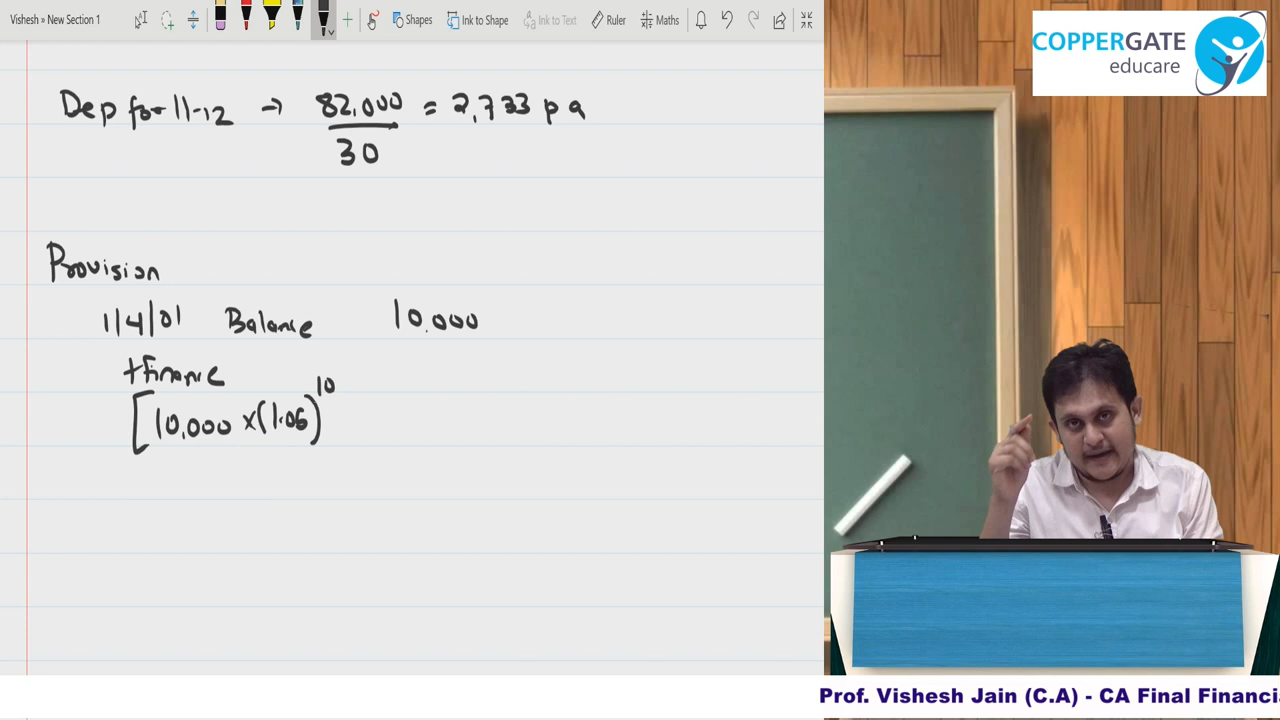 Vishesh » New Section 1
Shapes
Ink to Shape
Ink to Text
Ruler
Maths
COPPERGATE
educare
Dep for 11-12 → 82,000 = 2,733 p a
30
Provision
1/4/01 Balance 10,000
+Finance
[10,000 ×(1.06)^10
Prof. Vishesh Jain (C.A) - CA Final Financi